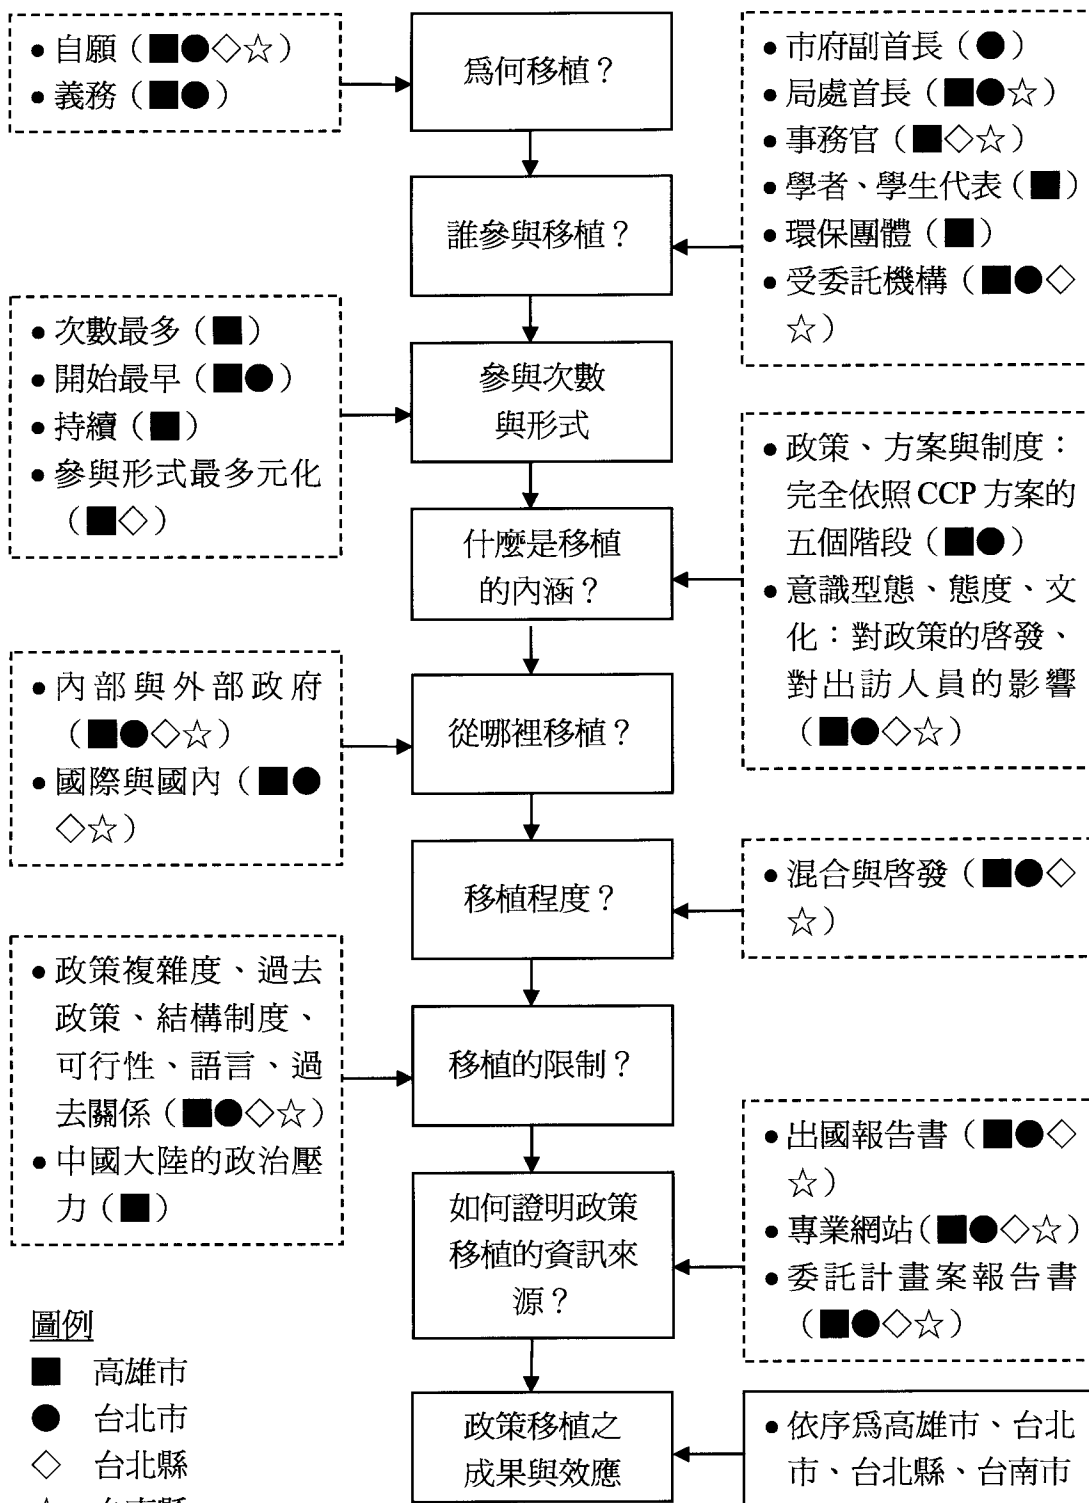 ● 自願（■●◇☆）
● 義務（■●）
爲何移植？
● 市府副首長（●）
● 局處首長（■●☆）
● 事務官（■◇☆）
● 學者、學生代表（■）
● 環保團體（■）
● 受委託機構（■●◇
☆）
誰參與移植？
● 次數最多（■）
● 開始最早（■●）
● 持續（■）
● 參與形式最多元化
（■◇）
參與次數
與形式
● 政策、方案與制度：
完全依照 CCP 方案的
五個階段（■●）
● 意識型態、態度、文
化：對政策的啓發、
對出訪人員的影響
（■●◇☆）
什麼是移植
的內涵？
● 內部與外部政府
（■●◇☆）
● 國際與國內（■●
◇☆）
從哪裡移植？
移植程度？
● 混合與啓發（■●◇
☆）
● 政策複雜度、過去
政策、結構制度、
可行性、語言、過
去關係（■●◇☆）
● 中國大陸的政治壓
力（■）
移植的限制？
● 出國報告書（■●◇
☆）
● 專業網站（■●◇☆）
● 委託計畫案報告書
（■●◇☆）
如何證明政策
移植的資訊來
源？
圖例
■ 高雄市
● 台北市
◇ 台北縣
政策移植之
成果與效應
● 依序爲高雄市、台北
市、台北縣、台南市